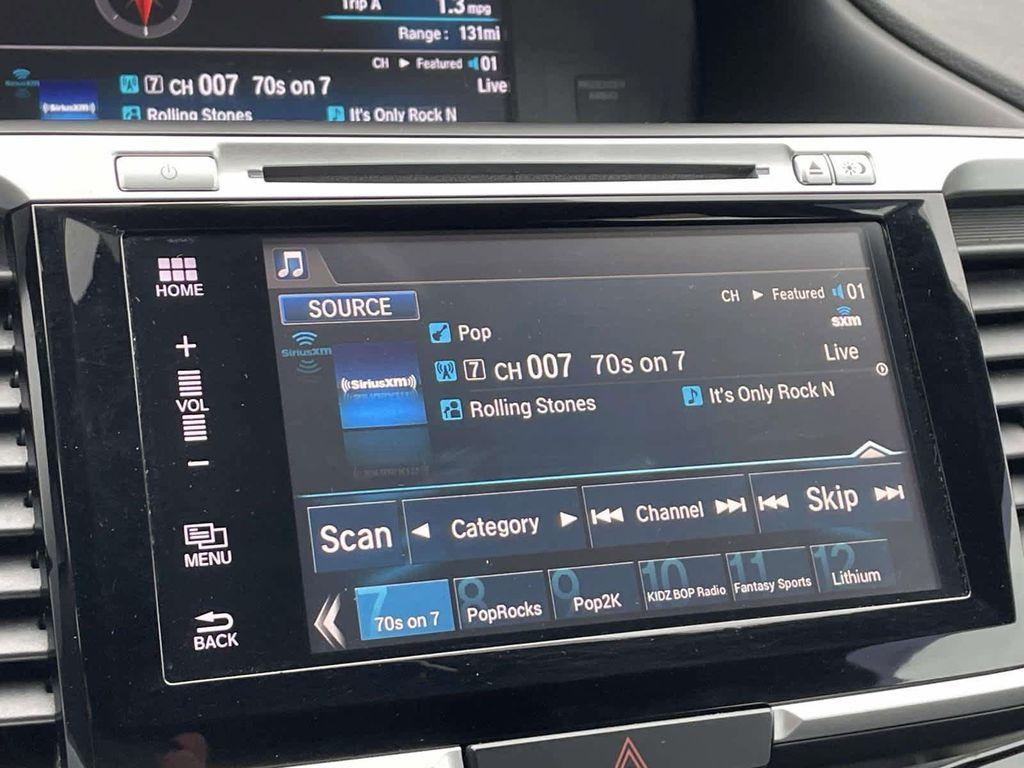 Trip A 1.3 mpg
Range: 131mi
CH ▶ Featured 01
SiriusXM
(((SiriusXM)))
7 CH 007 70s on 7
Live
Rolling Stones
It's Only Rock N
HOME
+
VOL
−
MENU
BACK
SOURCE
CH ▶ Featured 01
sxm
SiriusXM
((SiriusXM))
Pop
7 CH 007 70s on 7
Live
Rolling Stones
It's Only Rock N
Scan
Category
Channel
Skip
7 70s on 7
8 PopRocks
9 Pop2K
10 KIDZ BOP Radio
11 Fantasy Sports
12 Lithium